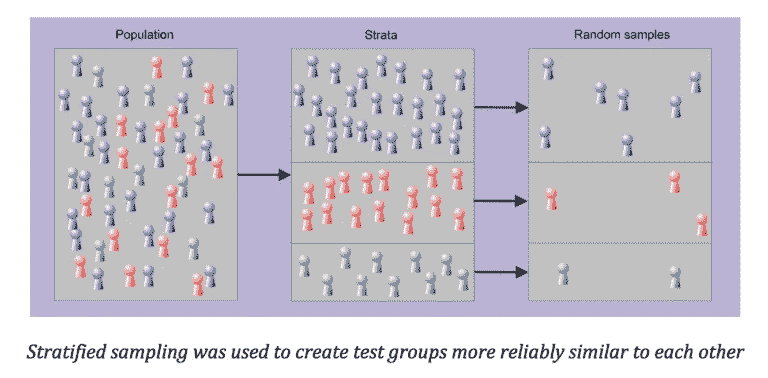 Population
Strata
Random samples
Stratified sampling was used to create test groups more reliably similar to each other